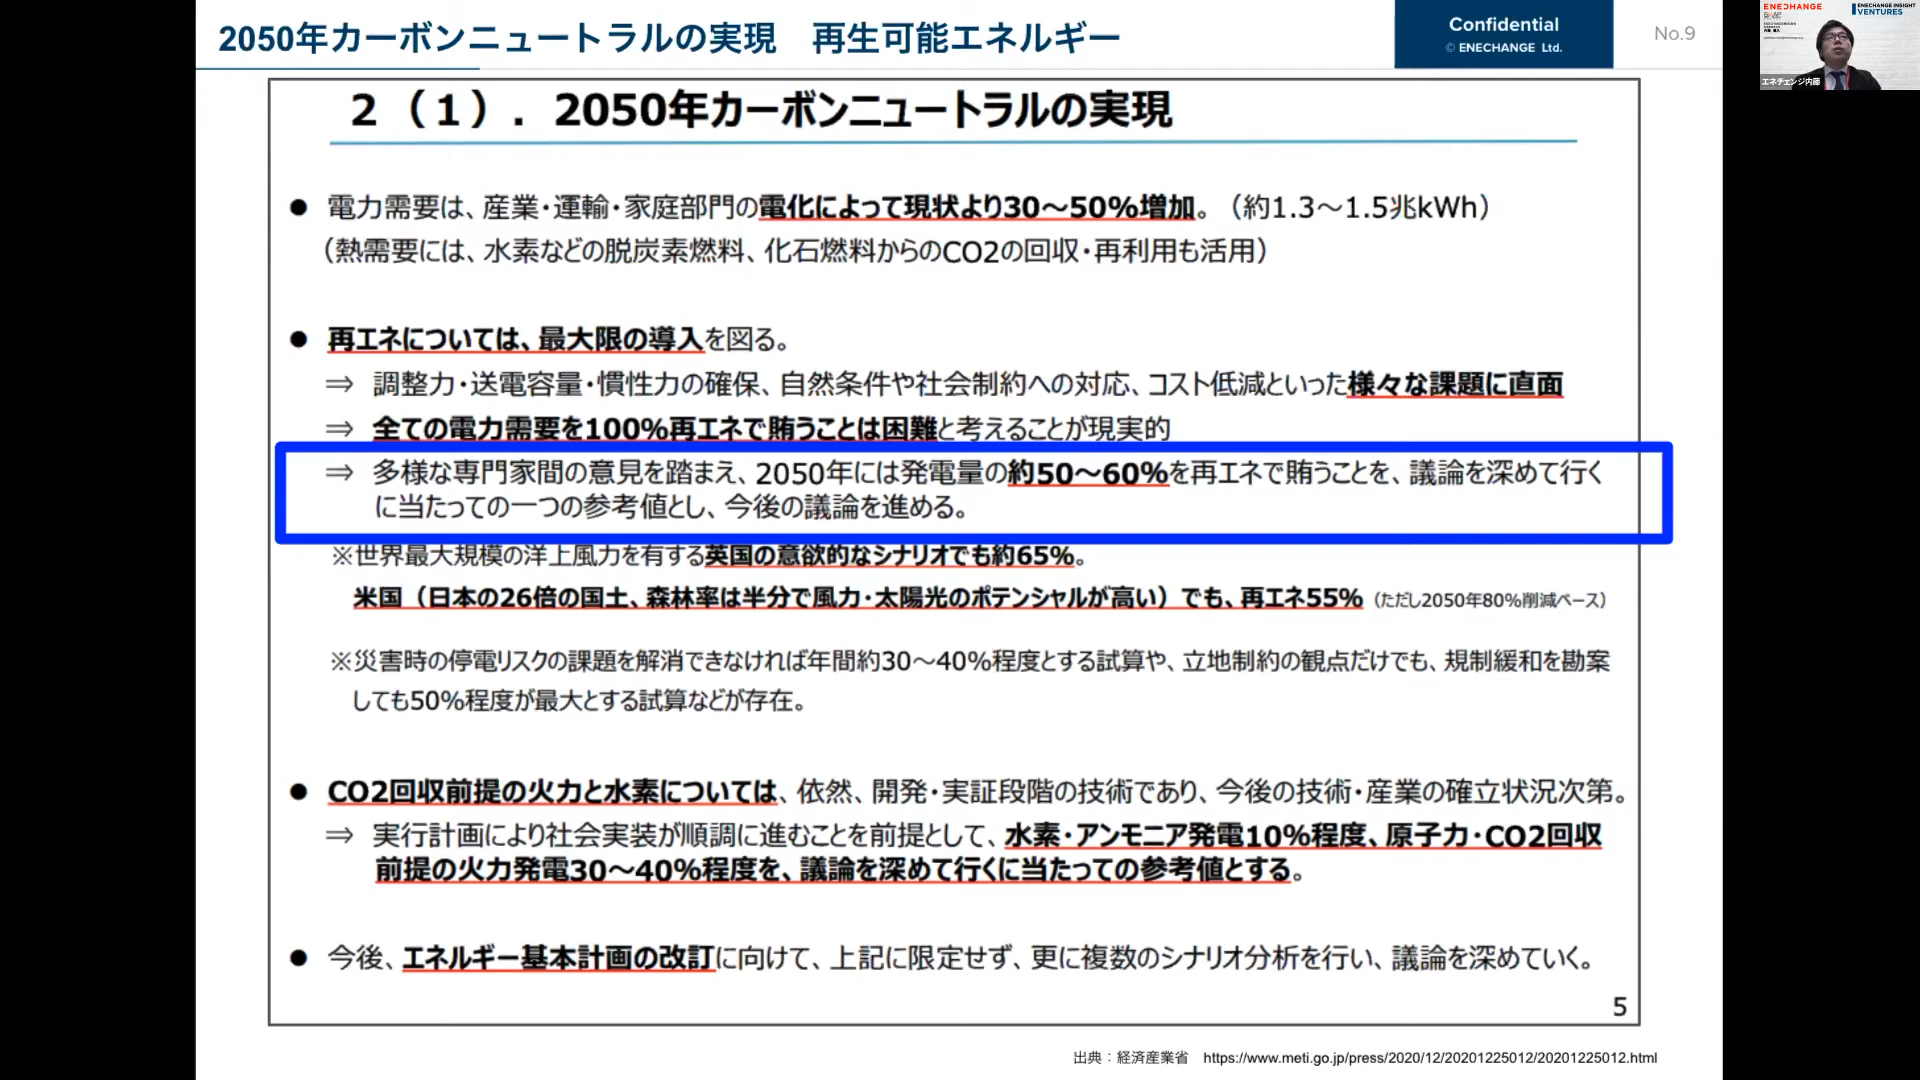 2050年カーボンニュートラルの実現　再生可能エネルギー
Confidential
© ENECHANGE Ltd.
No.9
ENECHANGE
ENECHANGE INSIGHT
VENTURES
エネチェンジ内藤
２（１）．2050年カーボンニュートラルの実現
● 電力需要は、産業・運輸・家庭部門の電化によって現状より30～50%増加。（約1.3～1.5兆kWh）
（熱需要には、水素などの脱炭素燃料、化石燃料からのCO2の回収・再利用も活用）
● 再エネについては、最大限の導入を図る。
⇒ 調整力・送電容量・慣性力の確保、自然条件や社会制約への対応、コスト低減といった様々な課題に直面
⇒ 全ての電力需要を100%再エネで賄うことは困難と考えることが現実的
⇒ 多様な専門家間の意見を踏まえ、2050年には発電量の約50～60%を再エネで賄うことを、議論を深めて行く
に当たっての一つの参考値とし、今後の議論を進める。
※世界最大規模の洋上風力を有する英国の意欲的なシナリオでも約65%。
米国（日本の26倍の国土、森林率は半分で風力・太陽光のポテンシャルが高い）でも、再エネ55%（ただし2050年80%削減ベース）
※災害時の停電リスクの課題を解消できなければ年間約30～40%程度とする試算や、立地制約の観点だけでも、規制緩和を勘案
しても50%程度が最大とする試算などが存在。
● CO2回収前提の火力と水素については、依然、開発・実証段階の技術であり、今後の技術・産業の確立状況次第。
⇒ 実行計画により社会実装が順調に進むことを前提として、水素・アンモニア発電10%程度、原子力・CO2回収
前提の火力発電30～40%程度を、議論を深めて行くに当たっての参考値とする。
● 今後、エネルギー基本計画の改訂に向けて、上記に限定せず、更に複数のシナリオ分析を行い、議論を深めていく。
5
出典：経済産業省　https://www.meti.go.jp/press/2020/12/20201225012/20201225012.html